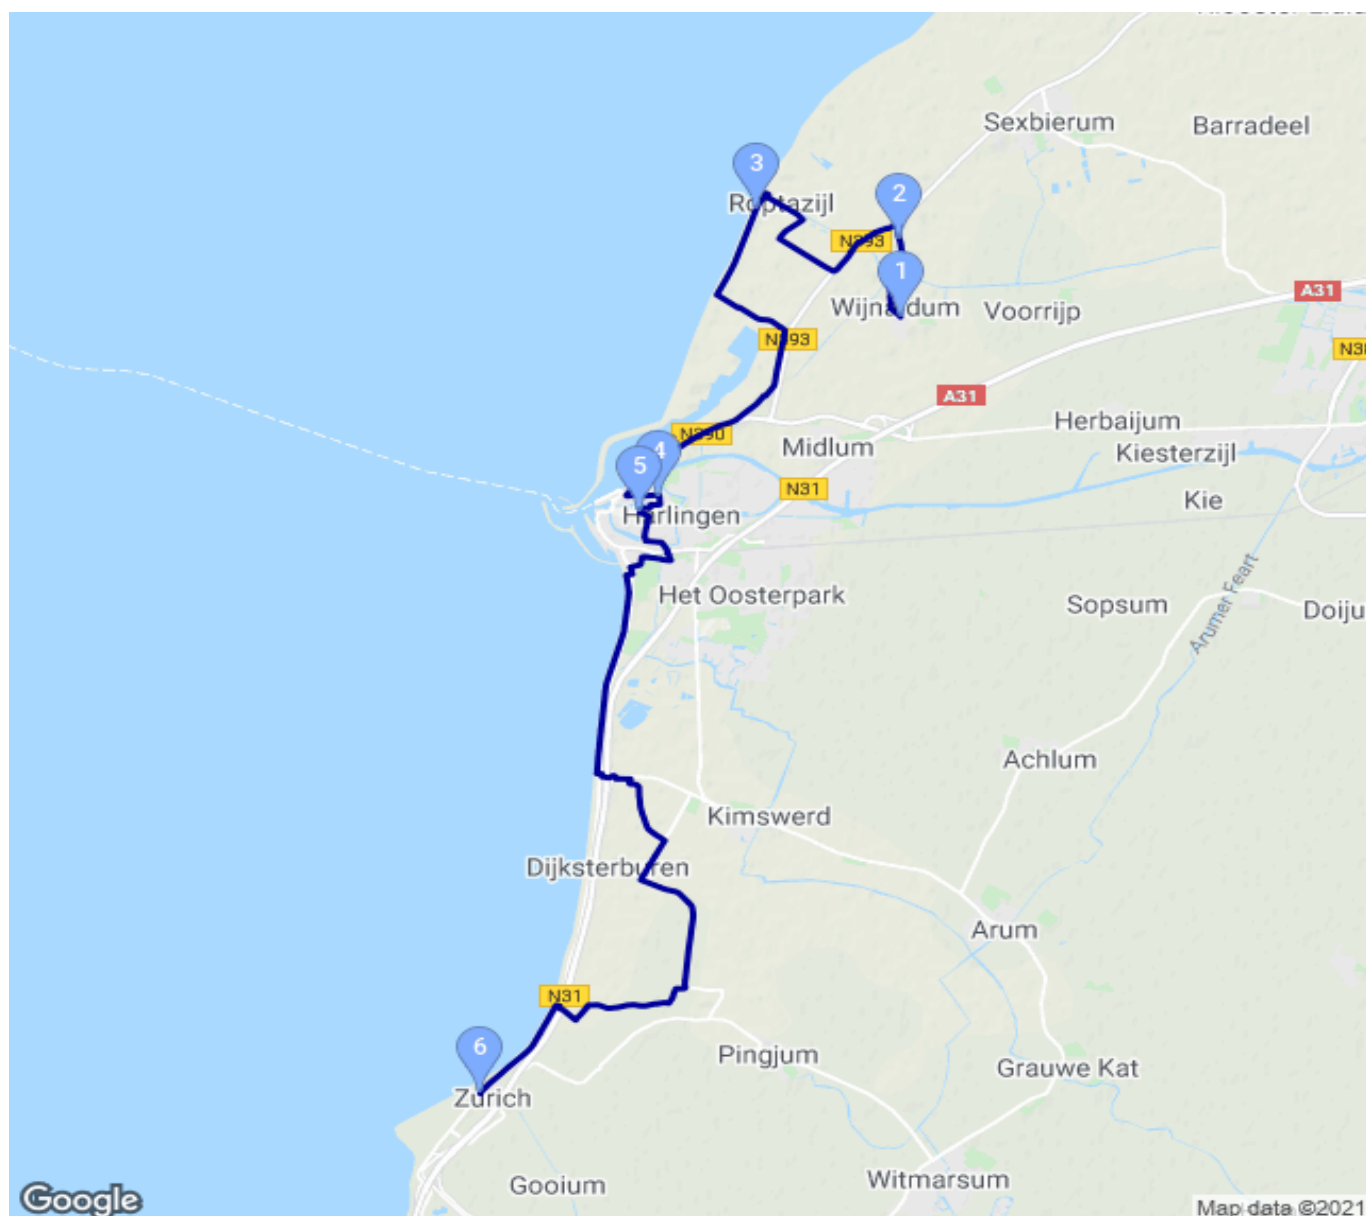 Sexbierum
Barradeel
3
Roptazijl
2
N393
1
Wijnaldum
Voorrijp
A31
N393
A31
Herbaijum
N390
Midlum
Kiesterzijl
4
5
N31
Kie
Harlingen
Het Oosterpark
Sopsum
Arumer Feart
Doiju
Achlum
Kimswerd
Dijksterburen
Arum
N31
6
Pingjum
Grauwe Kat
Zurich
Gooium
Witmarsum
Google
Map data ©2021